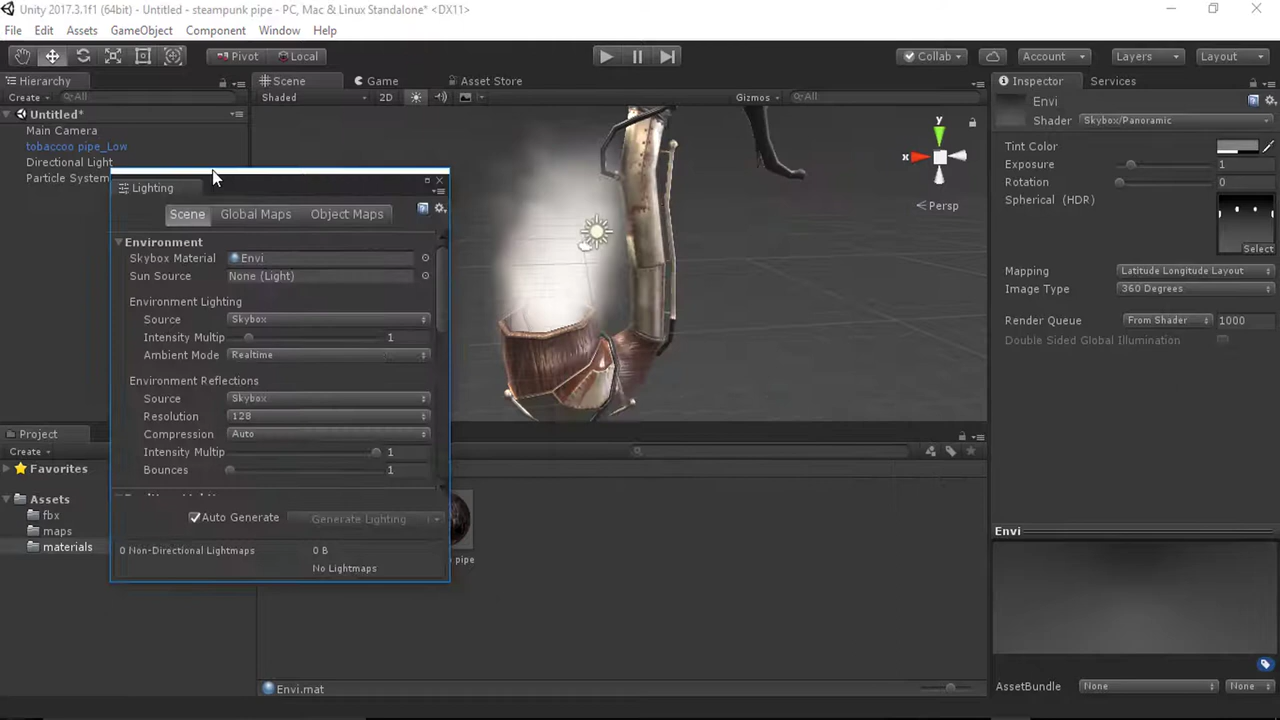 Unity 2017.3.1f1 (64bit) - Untitled - steampunk pipe - PC, Mac & Linux Standalone* <DX11>
File Edit Assets GameObject Component Window Help
Pivot Local Collab Account Layers Layout
Hierarchy Scene Game Asset Store Inspector Services
Create All Shaded 2D Gizmos All
Untitled*
Main Camera
tobaccoo pipe_Low
Directional Light
Particle System
y
x
Persp
Lighting
Scene Global Maps Object Maps
Environment
Skybox Material Envi
Sun Source None (Light)
Environment Lighting
Source Skybox
Intensity Multip 1
Ambient Mode Realtime
Environment Reflections
Source Skybox
Resolution 128
Compression Auto
Intensity Multip 1
Bounces 1
Auto Generate Generate Lighting
0 Non-Directional Lightmaps 0 B
No Lightmaps
Project
Create
Favorites
Assets
fbx
maps
materials
pipe
Envi.mat
Envi
Shader Skybox/Panoramic
Tint Color
Exposure 1
Rotation 0
Spherical (HDR)
Select
Mapping Latitude Longitude Layout
Image Type 360 Degrees
Render Queue From Shader 1000
Double Sided Global Illumination
Envi
AssetBundle None None